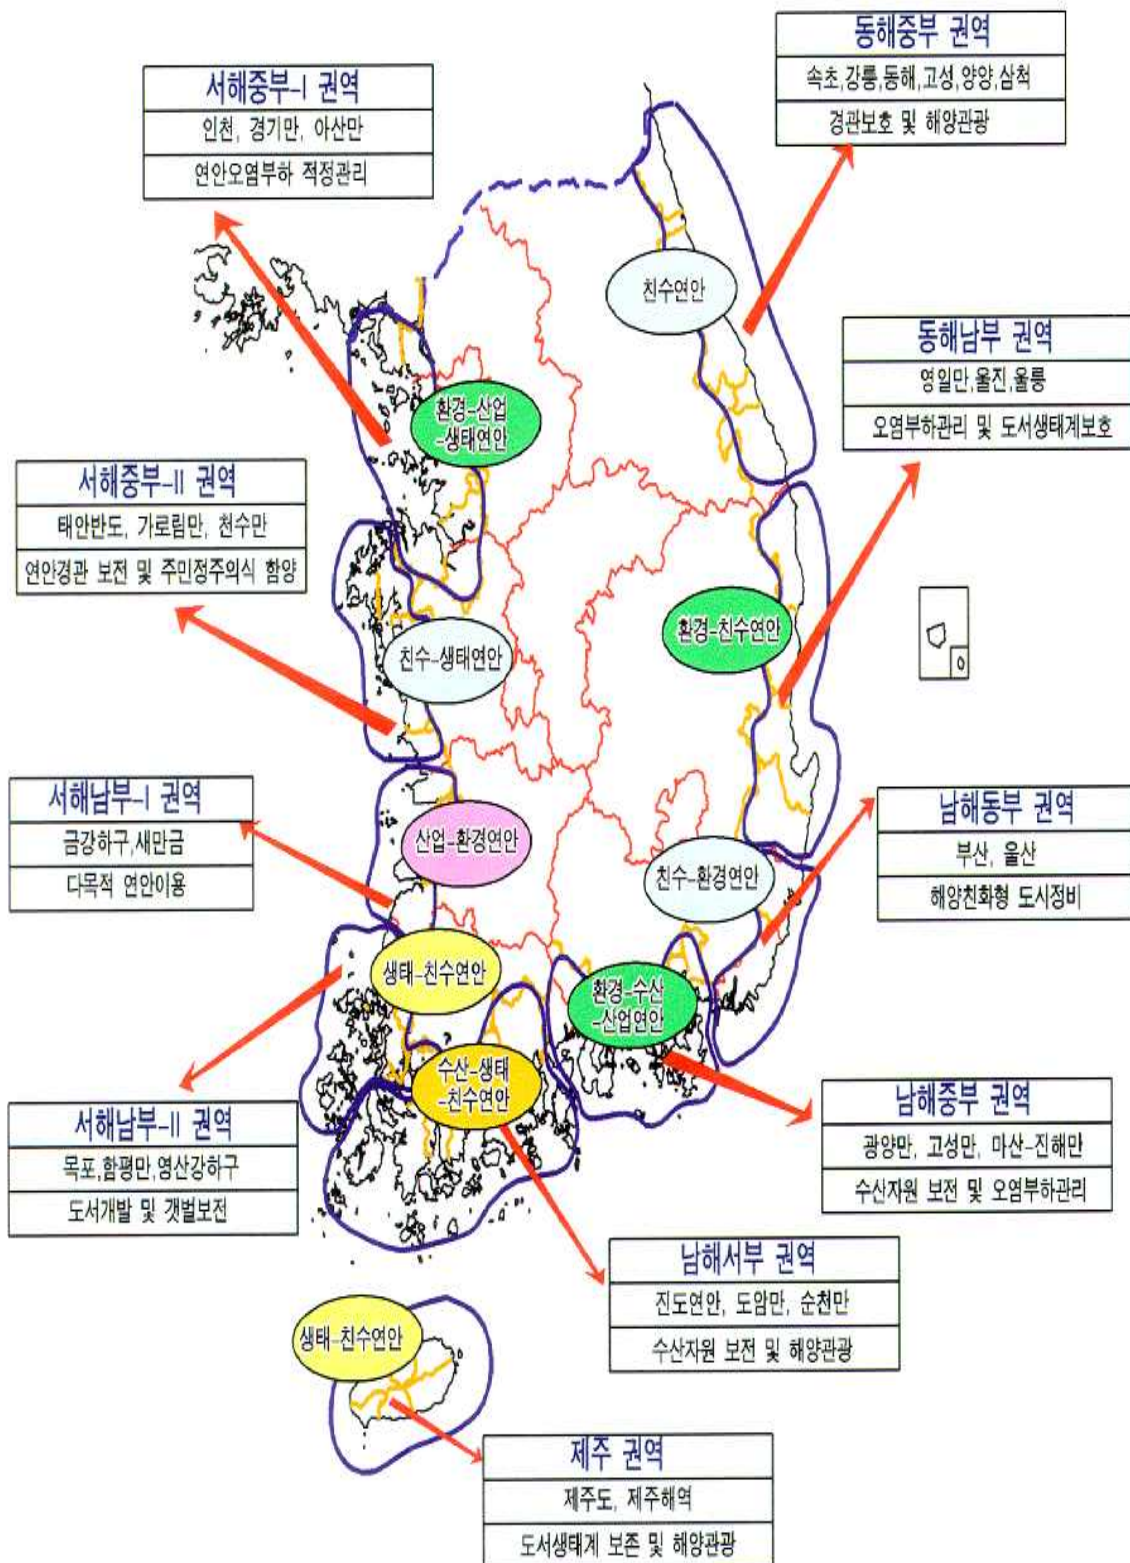 동해중부 권역
속초,강릉,동해,고성,양양,삼척
경관보호 및 해양관광
서해중부-I 권역
인천, 경기만, 아산만
연안오염부하 적정관리
친수연안
동해남부 권역
영일만,울진,울릉
오염부하관리 및 도서생태계보호
환경-산업
-생태연안
서해중부-II 권역
태안반도, 가로림만, 천수만
연안경관 보전 및 주민정주의식 함양
환경-친수연안
친수-생태연안
서해남부-I 권역
금강하구,새만금
다목적 연안이용
산업-환경연안
남해동부 권역
부산, 울산
해양친화형 도시정비
친수-환경연안
생태-친수연안
환경-수산
-산업연안
수산-생태
-친수연안
서해남부-II 권역
목포,함평만,영산강하구
도서개발 및 갯벌보전
남해중부 권역
광양만, 고성만, 마산-진해만
수산자원 보전 및 오염부하관리
남해서부 권역
진도연안, 도암만, 순천만
수산자원 보전 및 해양관광
생태-친수연안
제주 권역
제주도, 제주해역
도서생태계 보존 및 해양관광